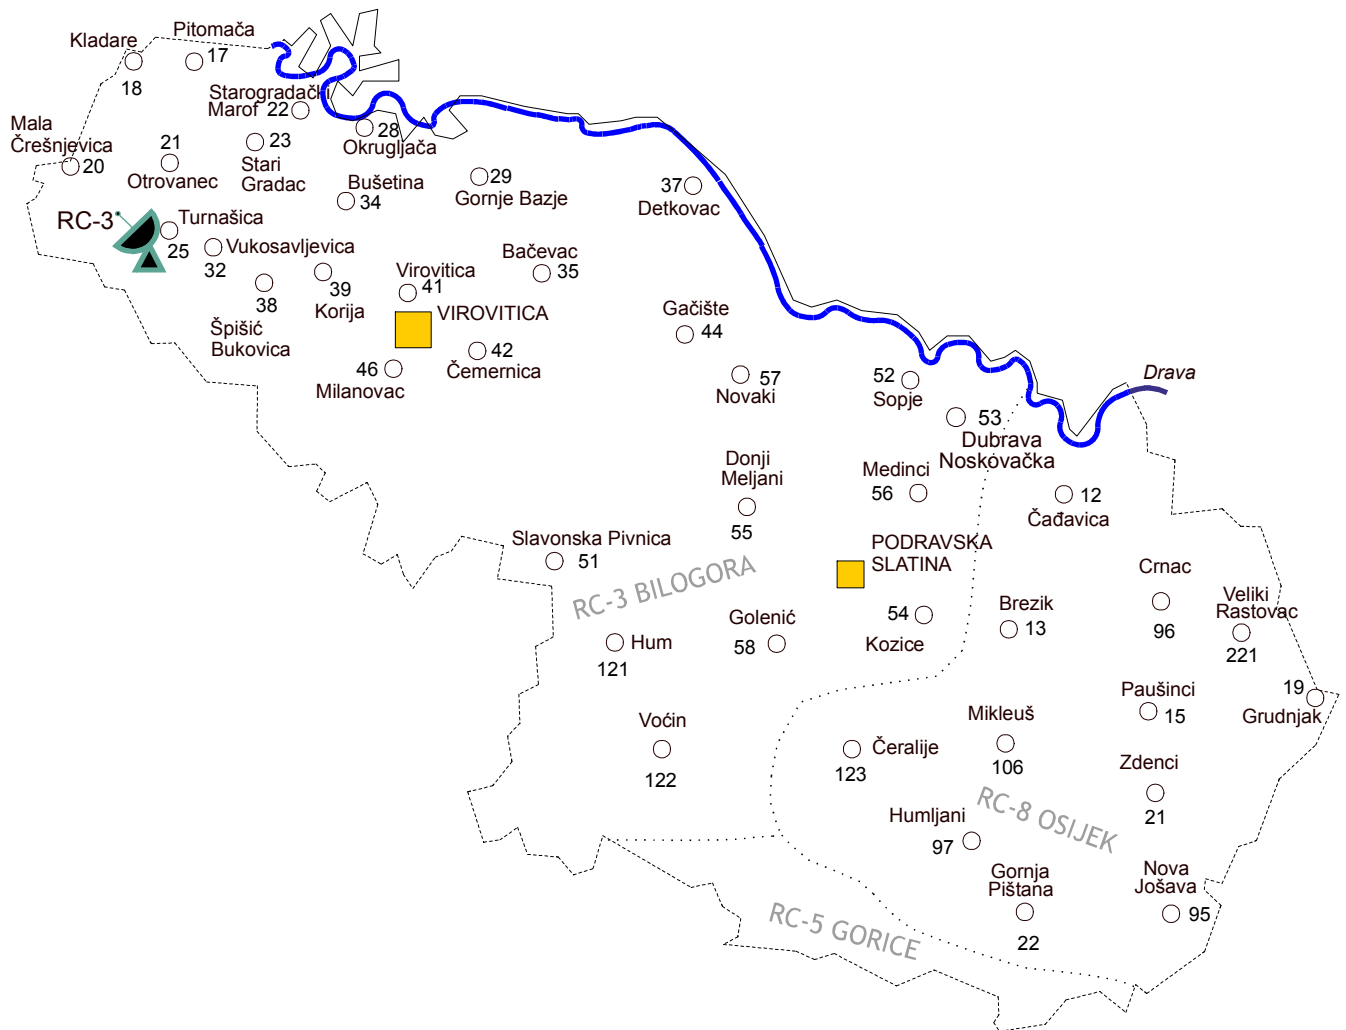 Pitomača
17
Kladare
18
Starogradački
Marof 22
Mala
Črešnjevica
20
21
Otrovanec
23
Stari
Gradac
28
Okrugljača
Bušetina
34
29
Gornje Bazje
37
Detkovac
RC-3
Turnašica
25
Vukosavljevica
32
38
Špišić
Bukovica
39
Korija
Virovitica
41
VIROVITICA
Bačevac
35
46
Milanovac
42
Čemernica
Gačište
44
57
Novaki
52
Sopje
Drava
53
Dubrava
Noskovačka
Donji
Meljani
55
Medinci
56
12
Čađavica
Slavonska Pivnica
51
RC-3 BILOGORA
PODRAVSKA
SLATINA
Crnac
96
Veliki
Rastovac
221
Brezik
13
54
Kozice
Golenić
58
Hum
121
Paušinci
15
19
Grudnjak
Voćin
122
Čeralije
123
Mikleuš
106
Zdenci
21
RC-8 OSIJEK
Humljani
97
Gornja
Pištana
22
Nova
Jošava
95
RC-5 GORICE